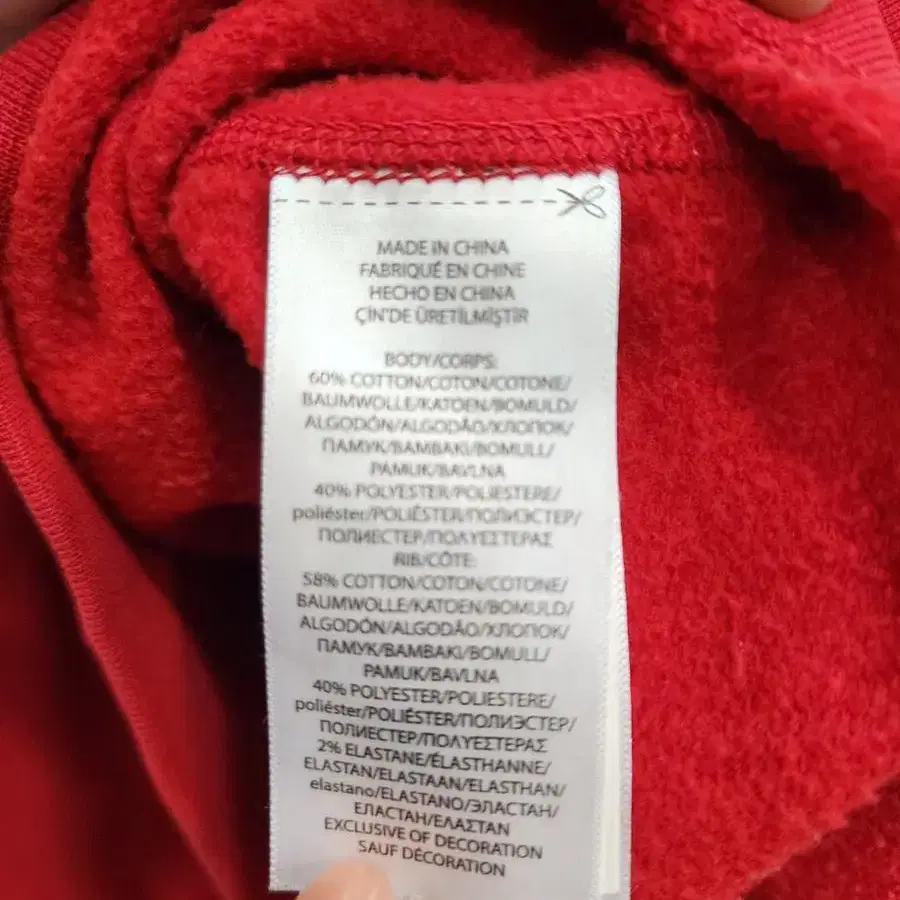 MADE IN CHINA
FABRIQUÉ EN CHINE
HECHO EN CHINA
ÇİN'DE ÜRETİLMİŞTİR
BODY/CORPS:
60% COTTON/COTON/COTONE/
BAUMWOLLE/KATOEN/BOMULD/
ALGODÓN/ALGODÃO/ХЛОПОК/
ПАМУК/ΒΑΜΒΑΚΙ/BOMULL/
PAMUK/BAVLNA
40% POLYESTER/POLIESTERE/
poliéster/POLIÉSTER/ПОЛИЭСТЕР/
ПОЛИЕСТЕР/ΠΟΛΥΕΣΤΕΡΑΣ
RIB/CÔTE:
58% COTTON/COTON/COTONE/
BAUMWOLLE/KATOEN/BOMULD/
ALGODÓN/ALGODÃO/ХЛОПОК/
ПАМУК/ΒΑΜΒΑΚΙ/BOMULL/
PAMUK/BAVLNA
40% POLYESTER/POLIESTERE/
poliéster/POLIÉSTER/ПОЛИЭСТЕР/
ПОЛИЕСТЕР/ΠΟΛΥΕΣΤΕΡΑΣ
2% ELASTANE/ÉLASTHANNE/
ELASTAN/ELASTAAN/ELASTHAN/
elastano/ELASTANO/ЭЛАСТАН/
ЕЛАСТАН/ΕΛΑΣΤΑΝ
EXCLUSIVE OF DECORATION
SAUF DÉCORATION